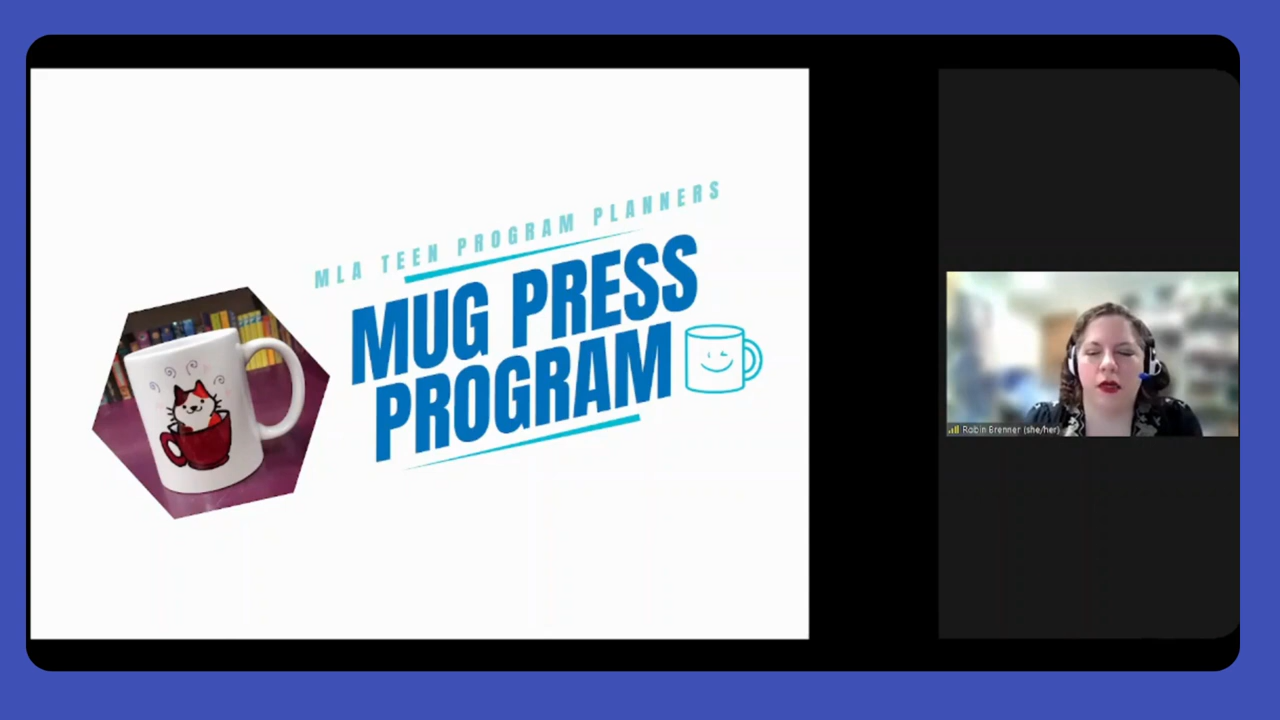 MLA TEEN PROGRAM PLANNERS
MUG PRESS
PROGRAM
Robin Brenner (she/her)